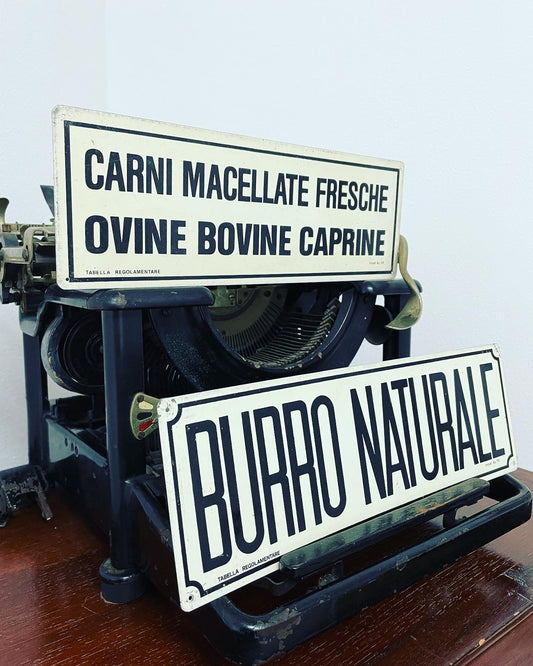 CARNI MACELLATE FRESCHE
OVINE BOVINE CAPRINE
TABELLA REGOLAMENTARE
BURRO NATURALE
TABELLA REGOLAMENTARE